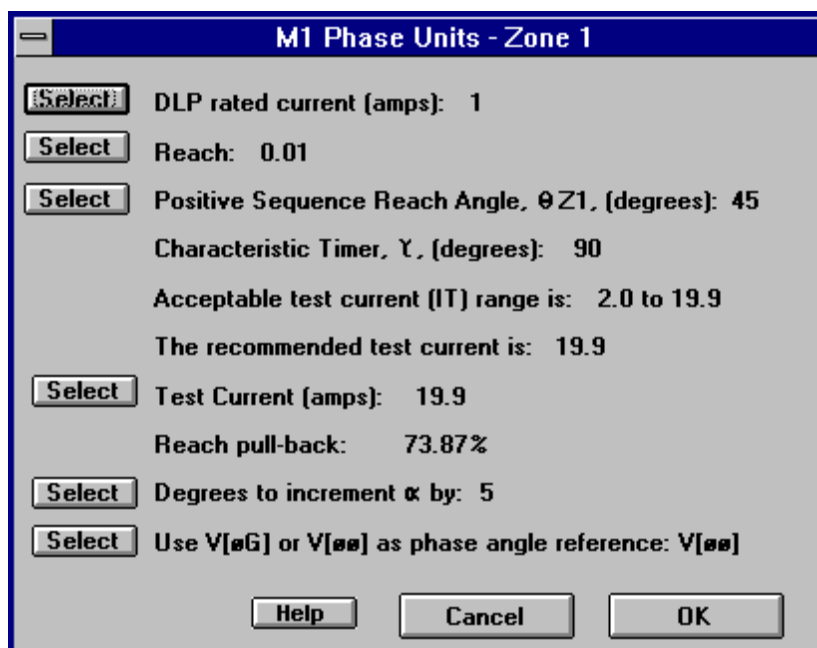 M1 Phase Units - Zone 1
Select DLP rated current (amps): 1
Select Reach: 0.01
Select Positive Sequence Reach Angle, θZ1, (degrees): 45
Characteristic Timer, ϒ, (degrees): 90
Acceptable test current (IT) range is: 2.0 to 19.9
The recommended test current is: 19.9
Select Test Current (amps): 19.9
Reach pull-back: 73.87%
Select Degrees to increment α by: 5
Select Use V[øG] or V[øø] as phase angle reference: V[øø]
Help Cancel OK